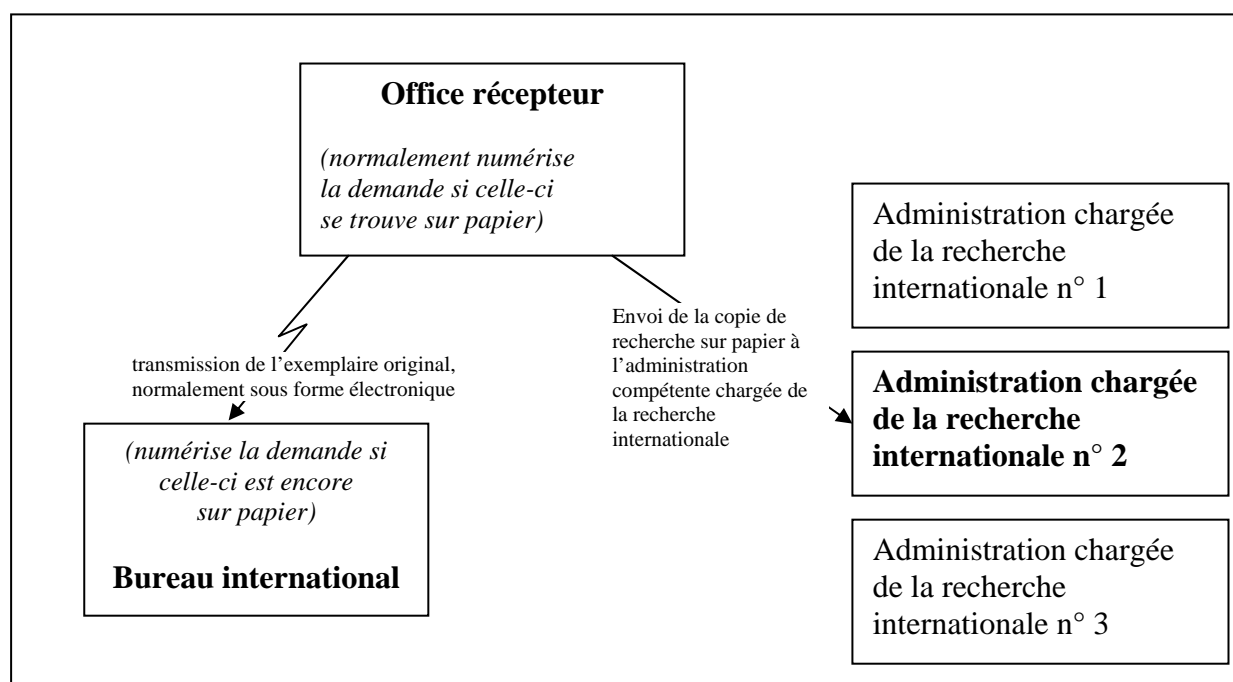 Office récepteur
(normalement numérise
la demande si celle-ci
se trouve sur papier)
transmission de l’exemplaire original,
normalement sous forme électronique
(numérise la demande si
celle-ci est encore
sur papier)
Bureau international
Envoi de la copie de
recherche sur papier à
l’administration
compétente chargée de
la recherche
internationale
Administration chargée
de la recherche
internationale n° 1
Administration chargée
de la recherche
internationale n° 2
Administration chargée
de la recherche
internationale n° 3